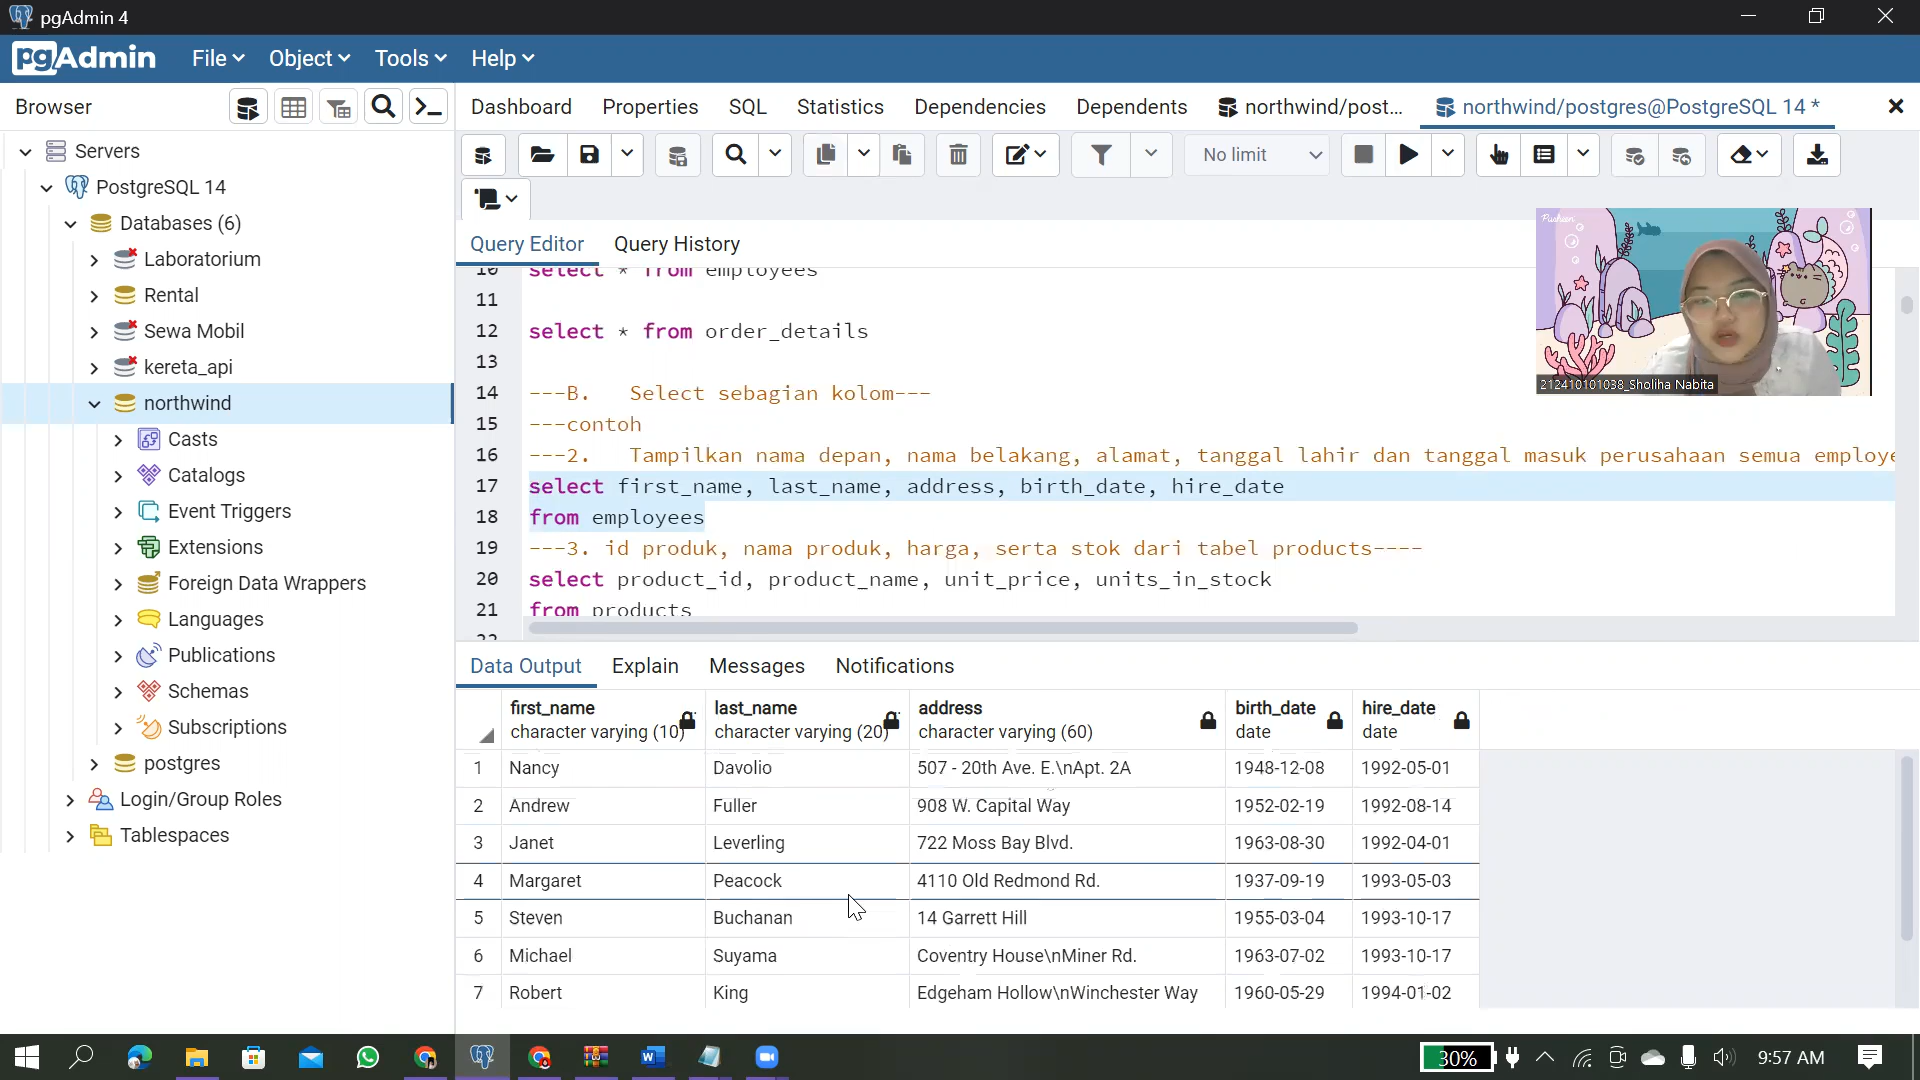 pgAdmin 4
pgAdmin File Object Tools Help
Browser
Dashboard Properties SQL Statistics Dependencies Dependents northwind/post... northwind/postgres@PostgreSQL 14 *
No limit
Servers
PostgreSQL 14
Databases (6)
Laboratorium
Rental
Sewa Mobil
kereta_api
northwind
Casts
Catalogs
Event Triggers
Extensions
Foreign Data Wrappers
Languages
Publications
Schemas
Subscriptions
postgres
Login/Group Roles
Tablespaces
Query Editor Query History
10 select * from employees
11
12 select * from order_details
13
14 ---B. Select sebagian kolom---
15 ---contoh
16 ---2. Tampilkan nama depan, nama belakang, alamat, tanggal lahir dan tanggal masuk perusahaan semua employe
17 select first_name, last_name, address, birth_date, hire_date
18 from employees
19 ---3. id produk, nama produk, harga, serta stok dari tabel products----
20 select product_id, product_name, unit_price, units_in_stock
21 from products
22
Pusheen
212410101038_Sholiha Nabita
Data Output Explain Messages Notifications
first_name last_name address birth_date hire_date
character varying (10) character varying (20) character varying (60) date date
1 Nancy Davolio 507 - 20th Ave. E.\nApt. 2A 1948-12-08 1992-05-01
2 Andrew Fuller 908 W. Capital Way 1952-02-19 1992-08-14
3 Janet Leverling 722 Moss Bay Blvd. 1963-08-30 1992-04-01
4 Margaret Peacock 4110 Old Redmond Rd. 1937-09-19 1993-05-03
5 Steven Buchanan 14 Garrett Hill 1955-03-04 1993-10-17
6 Michael Suyama Coventry House\nMiner Rd. 1963-07-02 1993-10-17
7 Robert King Edgeham Hollow\nWinchester Way 1960-05-29 1994-01-02
30% 9:57 AM